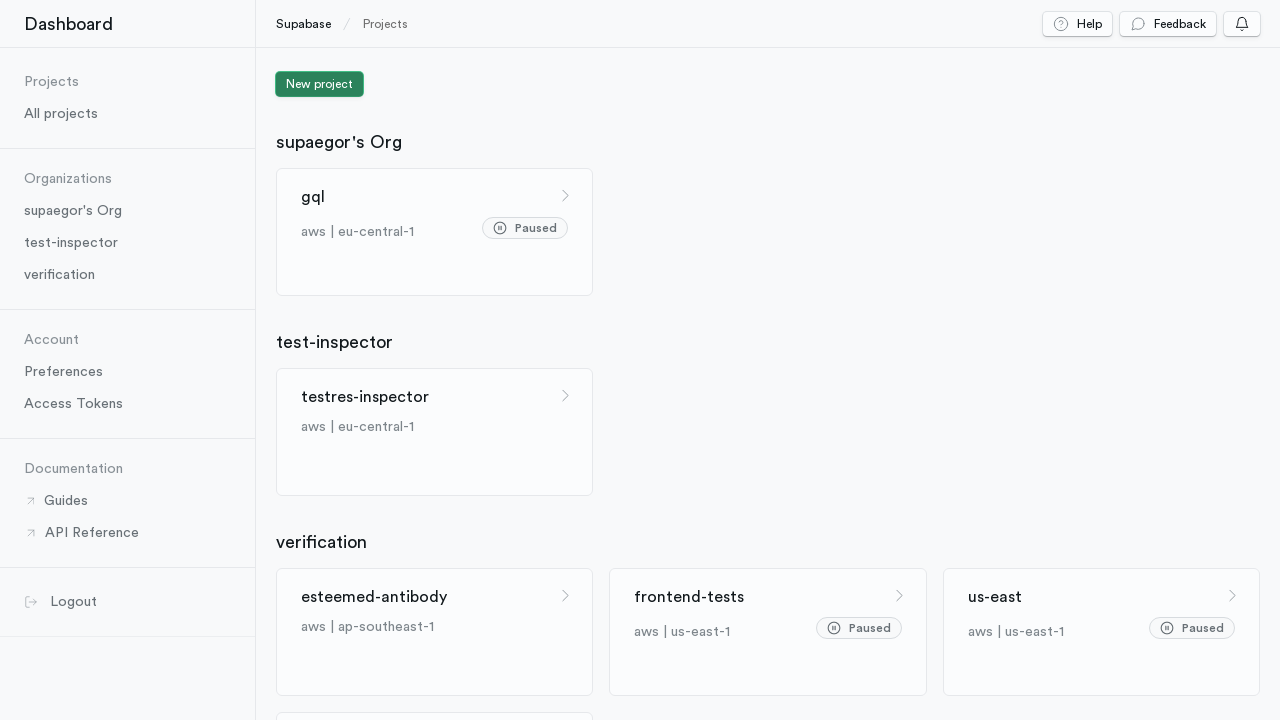 Dashboard
Supabase
Projects
Help
Feedback
Projects
All projects
Organizations
supaegor's Org
test-inspector
verification
Account
Preferences
Access Tokens
Documentation
Guides
API Reference
Logout
New project
supaegor's Org
gql
aws | eu-central-1
Paused
test-inspector
testres-inspector
aws | eu-central-1
verification
esteemed-antibody
aws | ap-southeast-1
frontend-tests
aws | us-east-1
Paused
us-east
aws | us-east-1
Paused